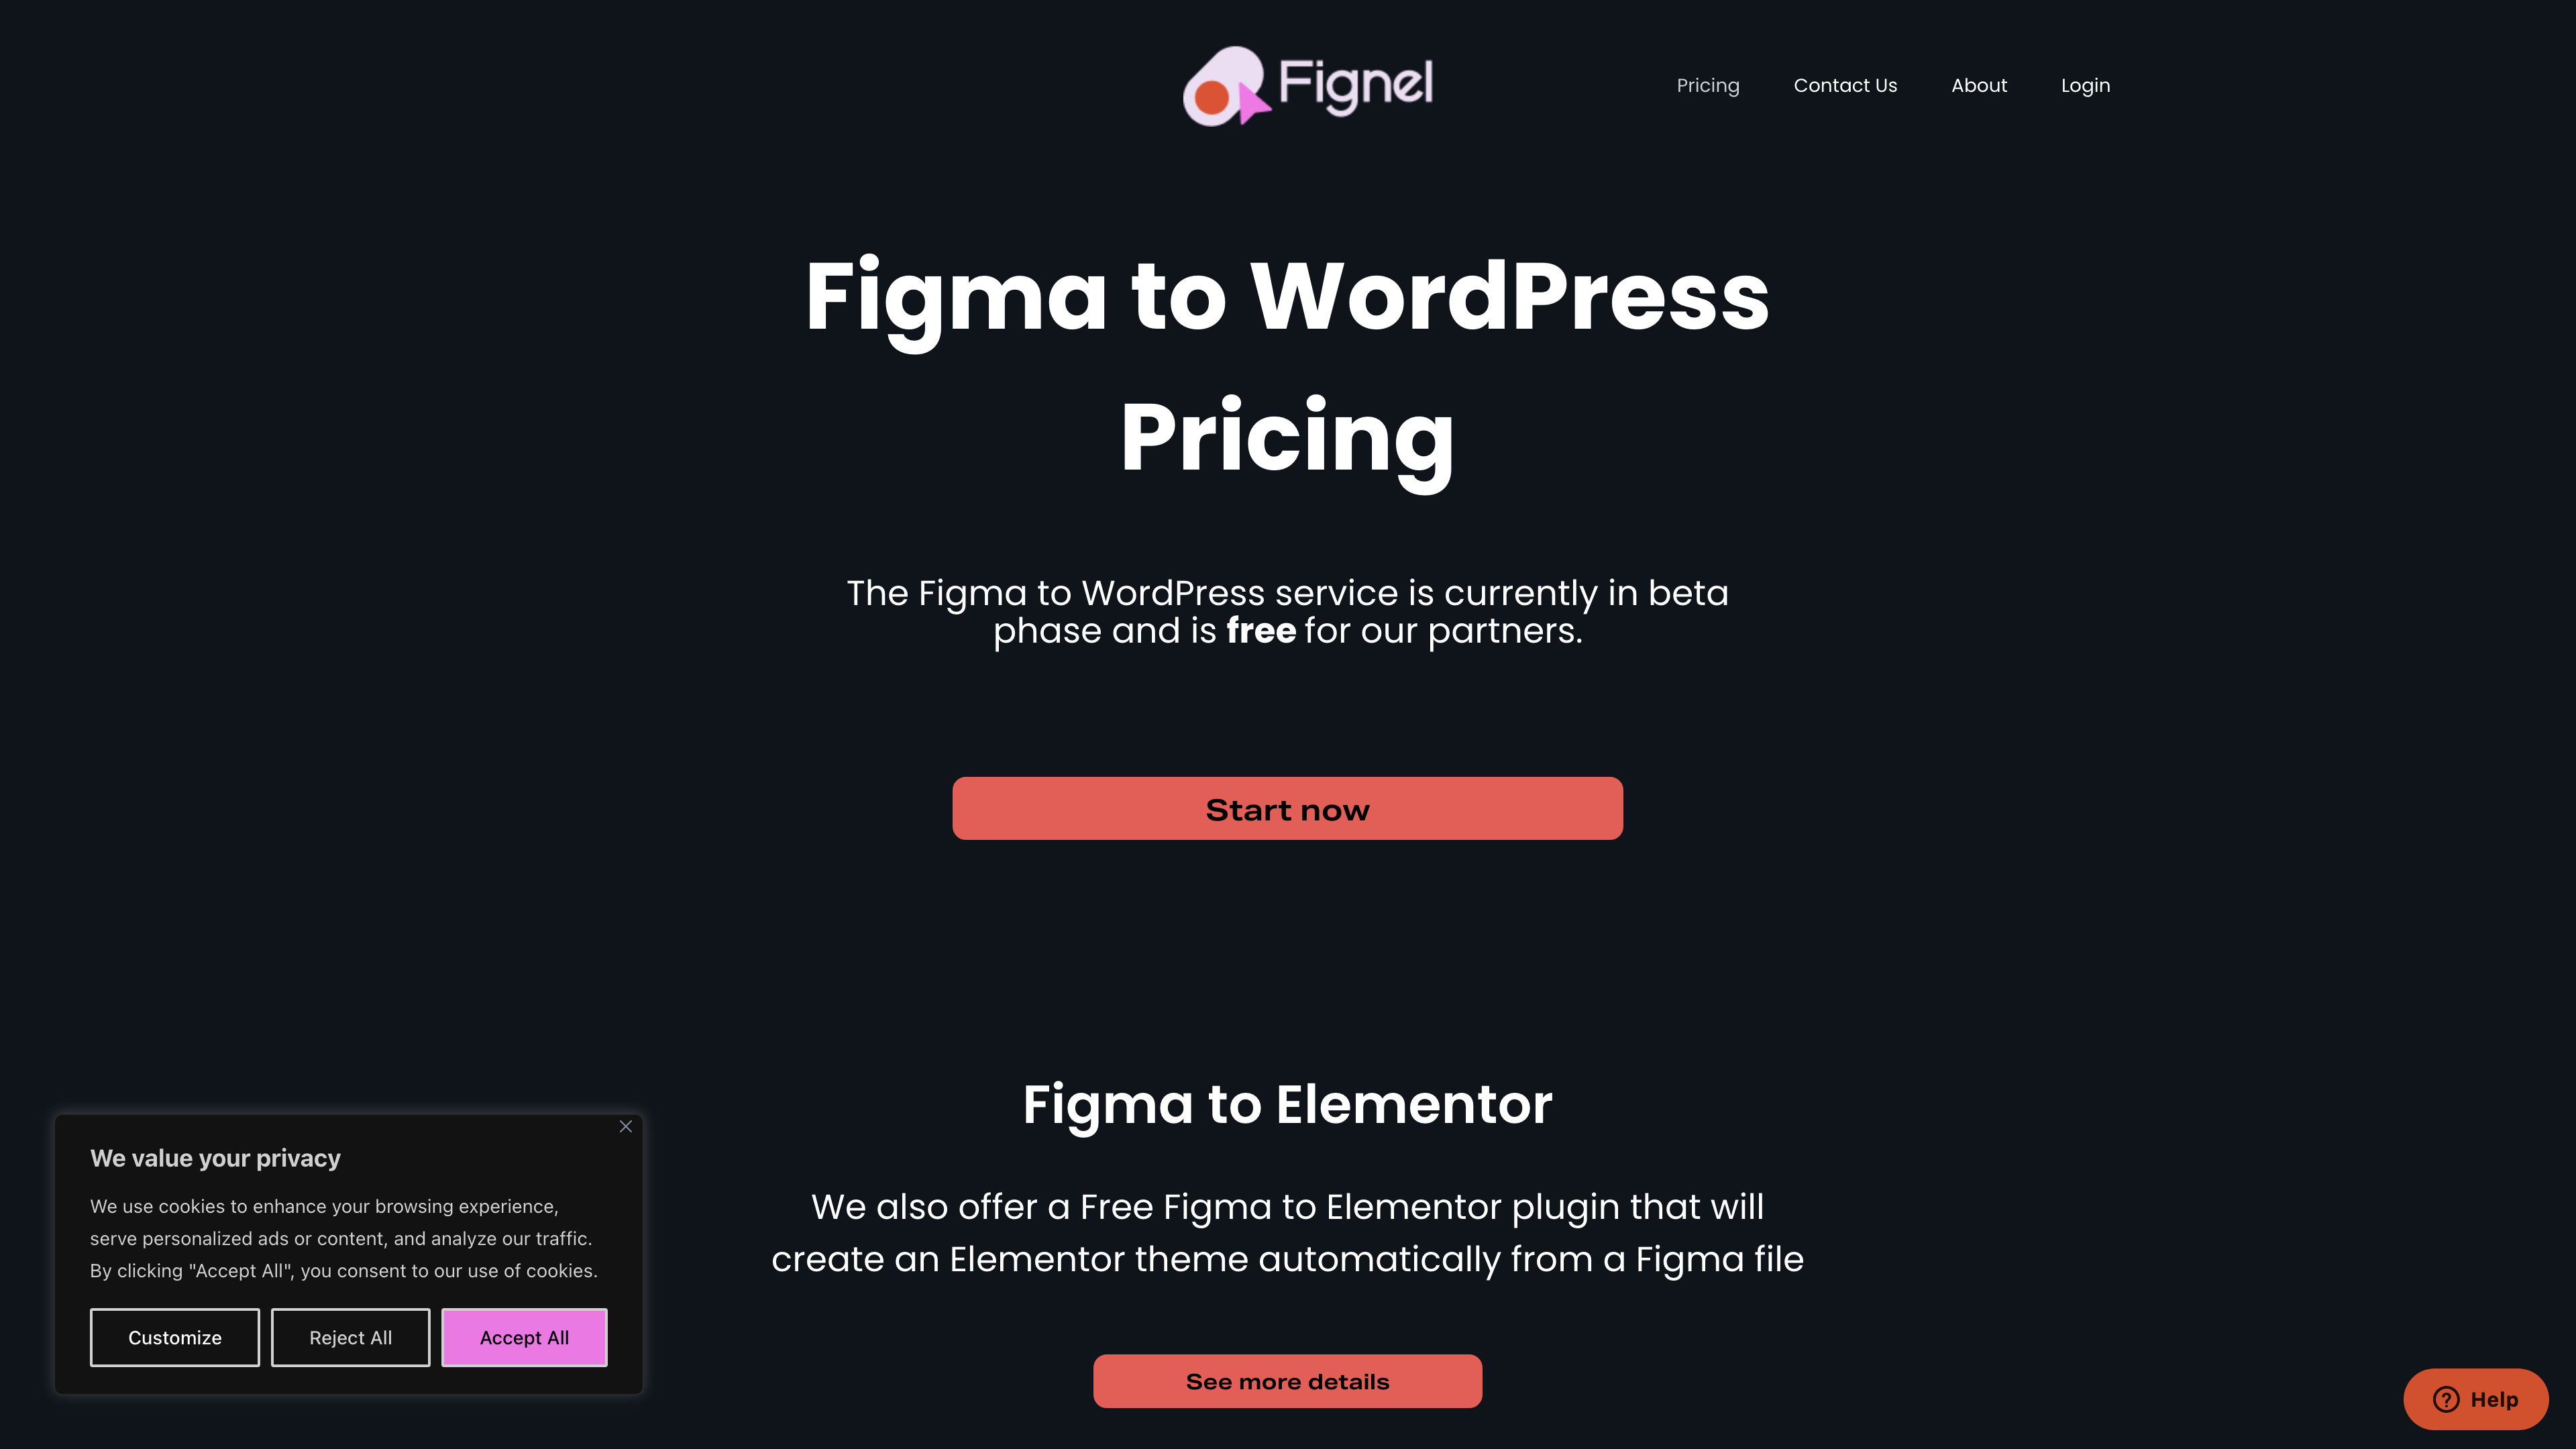 Fignel
Pricing
Contact Us
About
Login
Figma to WordPress
Pricing
The Figma to WordPress service is currently in beta
phase and is free for our partners.
Start now
Figma to Elementor
We also offer a Free Figma to Elementor plugin that will
create an Elementor theme automatically from a Figma file
See more details
We value your privacy
We use cookies to enhance your browsing experience,
serve personalized ads or content, and analyze our traffic.
By clicking "Accept All", you consent to our use of cookies.
Customize
Reject All
Accept All
Help